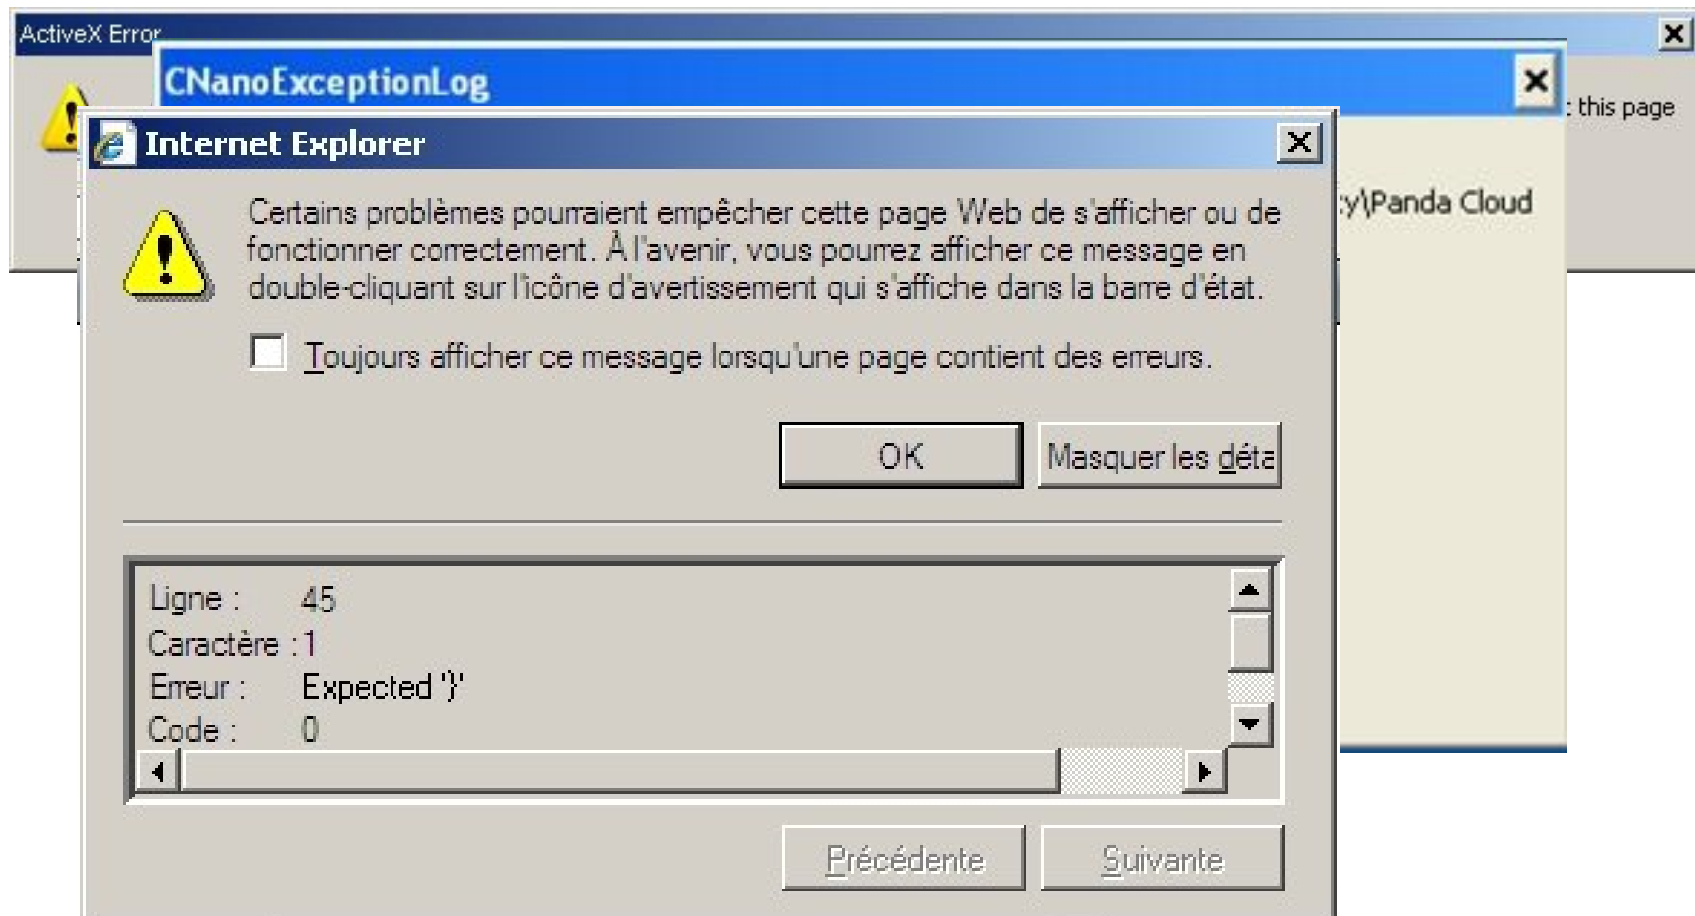 ActiveX Error
CNanoExceptionLog
this page
Internet Explorer
y\Panda Cloud
Certains problèmes pourraient empêcher cette page Web de s'afficher ou de
fonctionner correctement. À l'avenir, vous pourrez afficher ce message en
double-cliquant sur l'icône d'avertissement qui s'affiche dans la barre d'état.
Toujours afficher ce message lorsqu'une page contient des erreurs.
OK
Masquer les déta
Ligne : 45
Caractère : 1
Erreur : Expected '}'
Code : 0
Précédente
Suivante